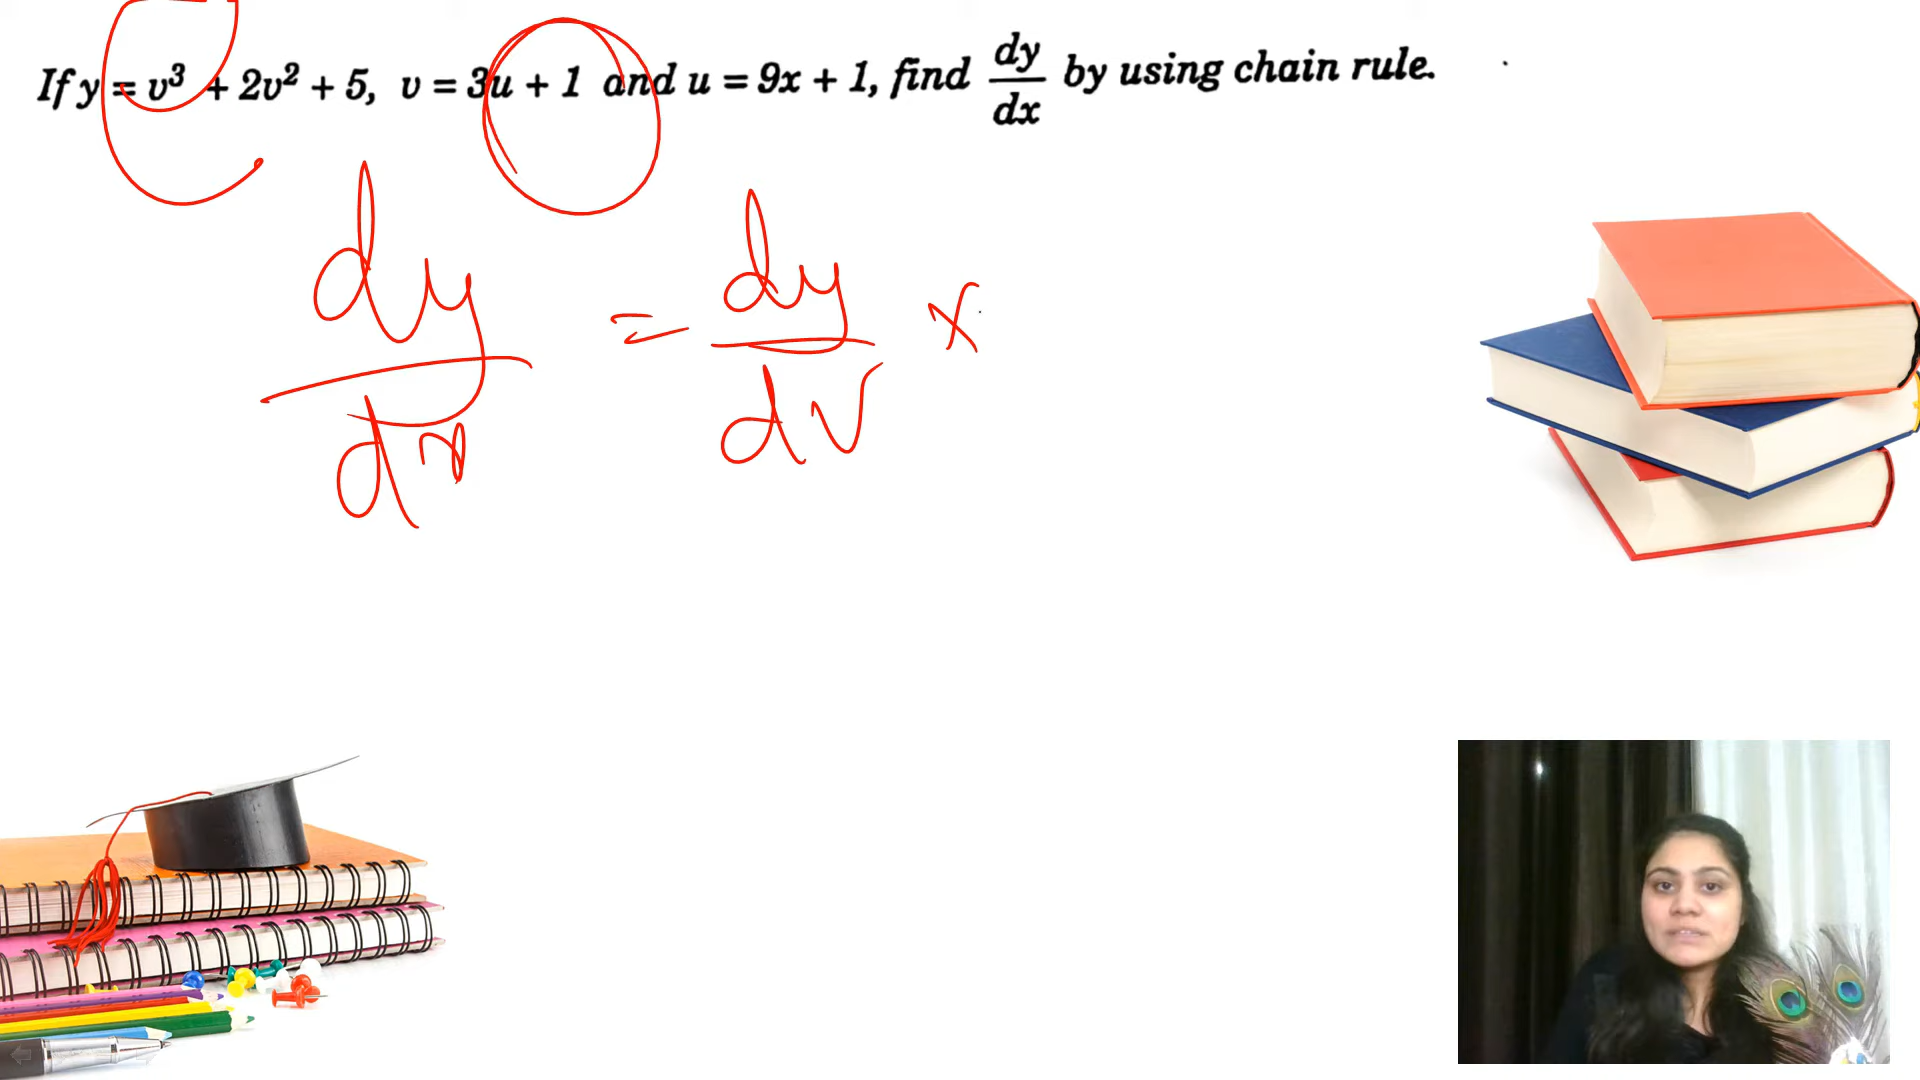 If y = v³ + 2v² + 5, v = 3u + 1 and u = 9x + 1, find dy/dx by using chain rule.
dy/dx = dy/dv ×